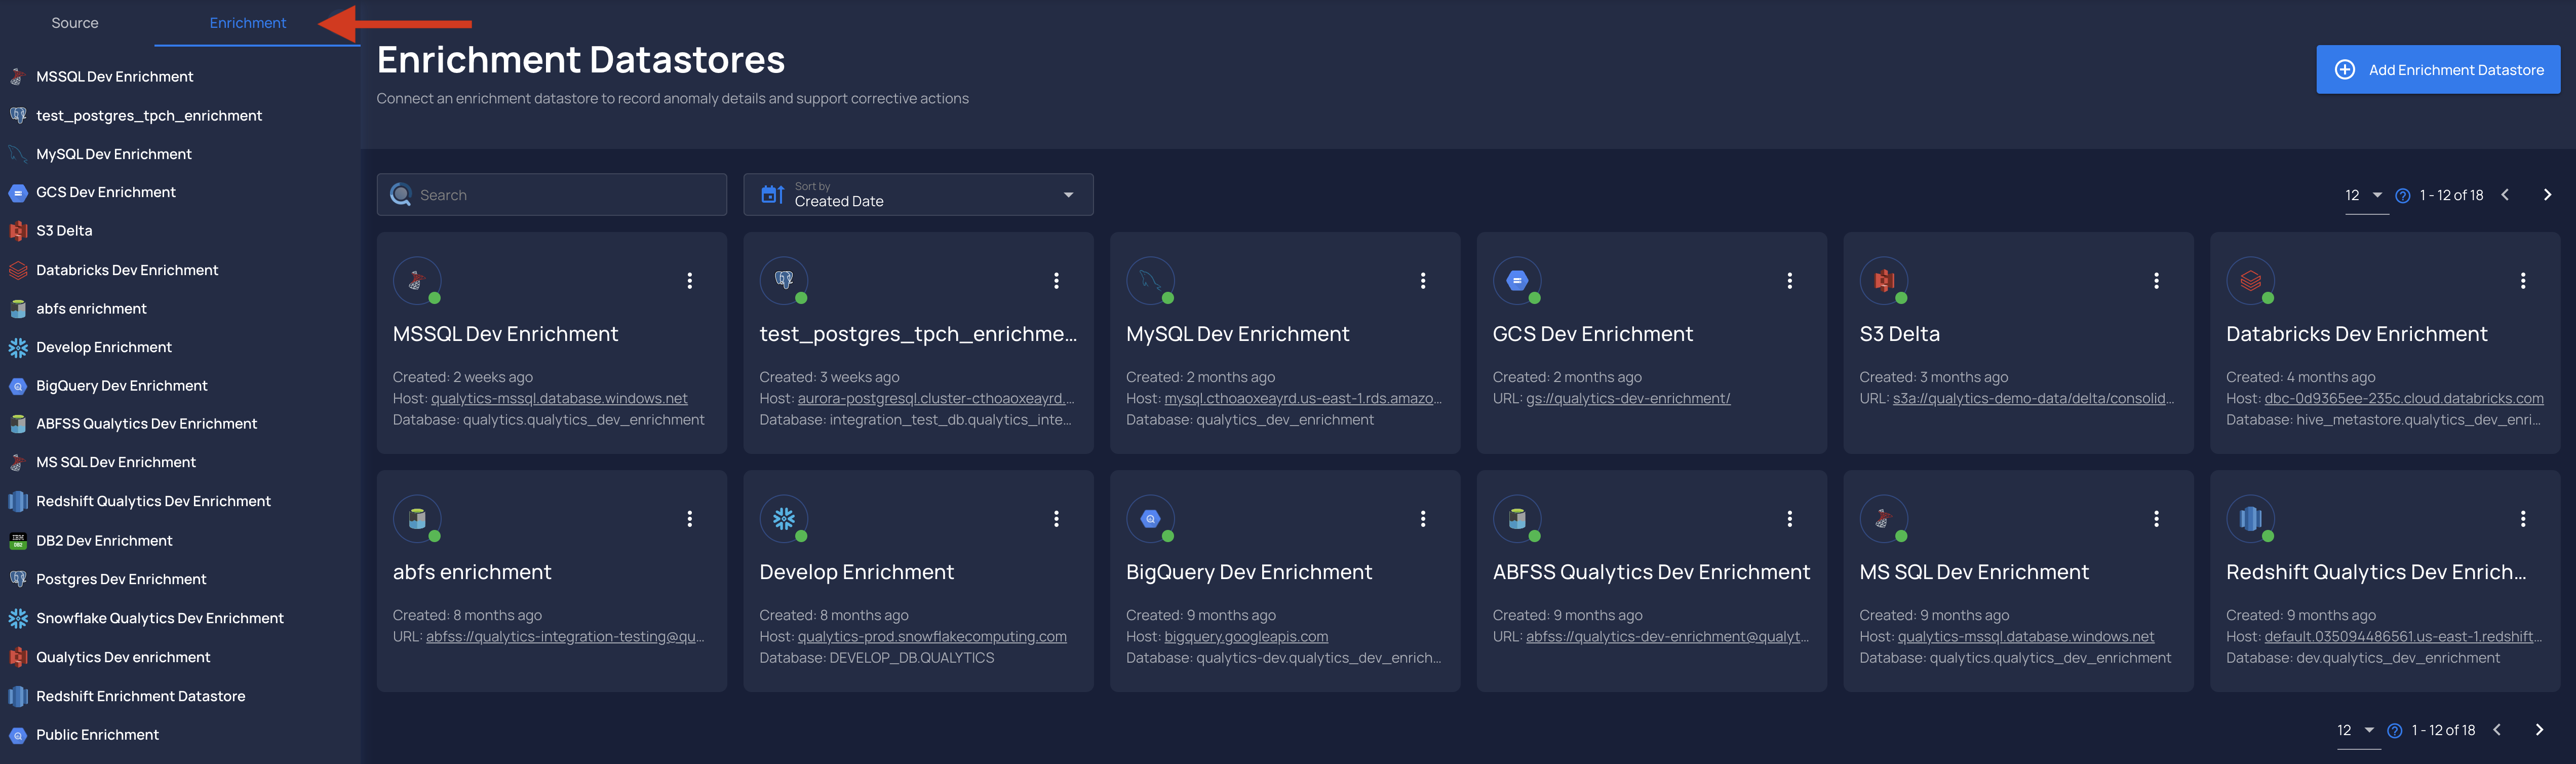 Source
Enrichment
MSSQL Dev Enrichment
test_postgres_tpch_enrichment
MySQL Dev Enrichment
GCS Dev Enrichment
S3 Delta
Databricks Dev Enrichment
abfs enrichment
Develop Enrichment
BigQuery Dev Enrichment
ABFSS Qualytics Dev Enrichment
MS SQL Dev Enrichment
Redshift Qualytics Dev Enrichment
DB2 Dev Enrichment
Postgres Dev Enrichment
Snowflake Qualytics Dev Enrichment
Qualytics Dev enrichment
Redshift Enrichment Datastore
Public Enrichment
Enrichment Datastores
Connect an enrichment datastore to record anomaly details and support corrective actions
Add Enrichment Datastore
Search
Sort by
Created Date
12
1 - 12 of 18
MSSQL Dev Enrichment
Created: 2 weeks ago
Host: qualytics-mssql.database.windows.net
Database: qualytics.qualytics_dev_enrichment
test_postgres_tpch_enrichme...
Created: 3 weeks ago
Host: aurora-postgresql.cluster-cthoaoxeayrd....
Database: integration_test_db.qualytics_inte...
MySQL Dev Enrichment
Created: 2 months ago
Host: mysql.cthoaoxeayrd.us-east-1.rds.amazo...
Database: qualytics_dev_enrichment
GCS Dev Enrichment
Created: 2 months ago
URL: gs://qualytics-dev-enrichment/
S3 Delta
Created: 3 months ago
URL: s3a://qualytics-demo-data/delta/consolid...
Databricks Dev Enrichment
Created: 4 months ago
Host: dbc-0d9365ee-235c.cloud.databricks.com
Database: hive_metastore.qualytics_dev_enri...
abfs enrichment
Created: 8 months ago
URL: abfss://qualytics-integration-testing@qu...
Develop Enrichment
Created: 8 months ago
Host: qualytics-prod.snowflakecomputing.com
Database: DEVELOP_DB.QUALYTICS
BigQuery Dev Enrichment
Created: 9 months ago
Host: bigquery.googleapis.com
Database: qualytics-dev.qualytics_dev_enrich...
ABFSS Qualytics Dev Enrichment
Created: 9 months ago
URL: abfss://qualytics-dev-enrichment@qualyt...
MS SQL Dev Enrichment
Created: 9 months ago
Host: qualytics-mssql.database.windows.net
Database: qualytics.qualytics_dev_enrichment
Redshift Qualytics Dev Enrich...
Created: 9 months ago
Host: default.035094486561.us-east-1.redshift...
Database: dev.qualytics_dev_enrichment
12
1 - 12 of 18